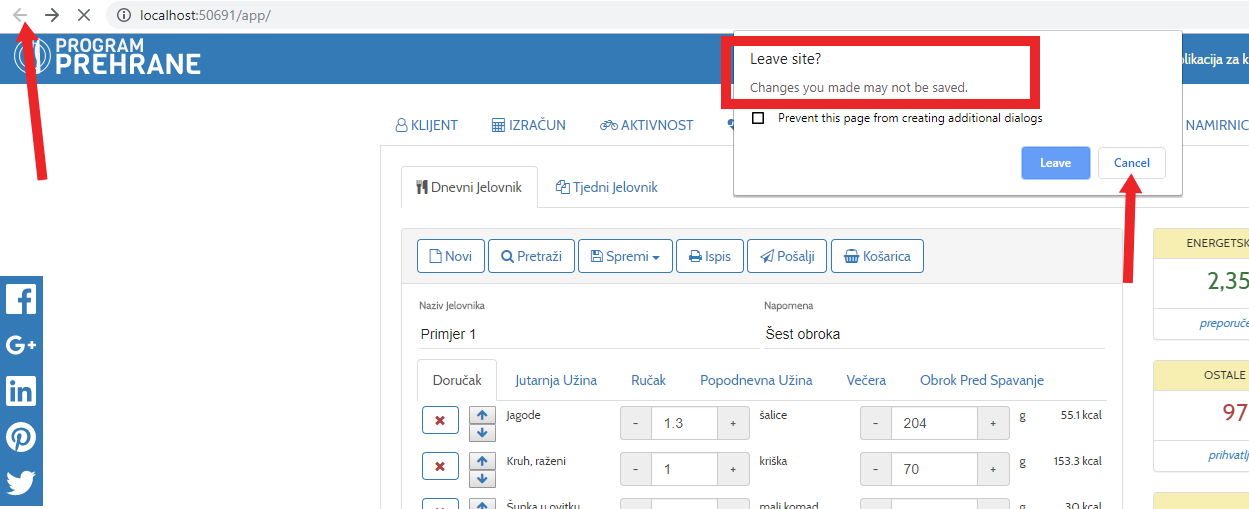 localhost:50691/app/
PROGRAM
PREHRANE
Leave site?
Changes you made may not be saved.
Prevent this page from creating additional dialogs
Leave
Cancel
KLIJENT
IZRAČUN
AKTIVNOST
Dnevni Jelovnik
Tjedni Jelovnik
Novi
Pretraži
Spremi
Ispis
Pošalji
Košarica
Naziv Jelovnika
Napomena
Primjer 1
Šest obroka
Doručak
Jutarnja Užina
Ručak
Popodnevna Užina
Večera
Obrok Pred Spavanje
Jagode
- 1.3 +
šalice
- 204 +
g
55.1 kcal
Kruh, raženi
- 1 +
kriška
- 70 +
g
153.3 kcal
Šunka u ovitku
mali komad
30 kcal
ENERGETSK
2,35
preporuče
OSTALE
97
prihvatlj